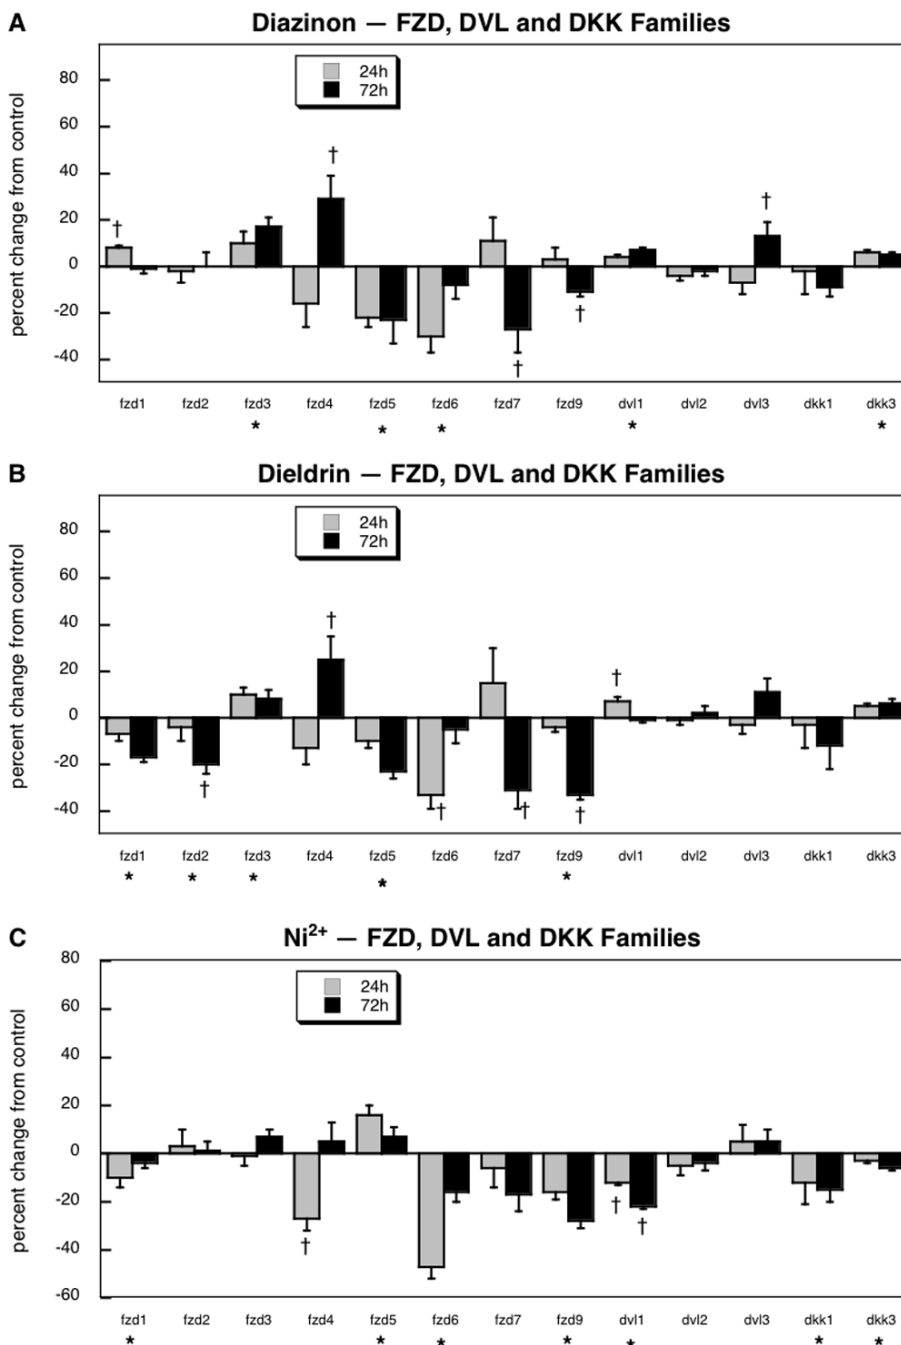 A
Diazinon — FZD, DVL and DKK Families
percent change from control
24h
72h
80
60
40
20
0
-20
-40
†
†
†
†
†
fzd1 fzd2 fzd3 fzd4 fzd5 fzd6 fzd7 fzd9 dvl1 dvl2 dvl3 dkk1 dkk3
* * * * *
B
Dieldrin — FZD, DVL and DKK Families
percent change from control
24h
72h
80
60
40
20
0
-20
-40
†
†
†
†
†
†
fzd1 fzd2 fzd3 fzd4 fzd5 fzd6 fzd7 fzd9 dvl1 dvl2 dvl3 dkk1 dkk3
* * * * *
C
Ni²⁺ — FZD, DVL and DKK Families
percent change from control
24h
72h
80
60
40
20
0
-20
-40
-60
†
†
†
fzd1 fzd2 fzd3 fzd4 fzd5 fzd6 fzd7 fzd9 dvl1 dvl2 dvl3 dkk1 dkk3
* * * * * * *